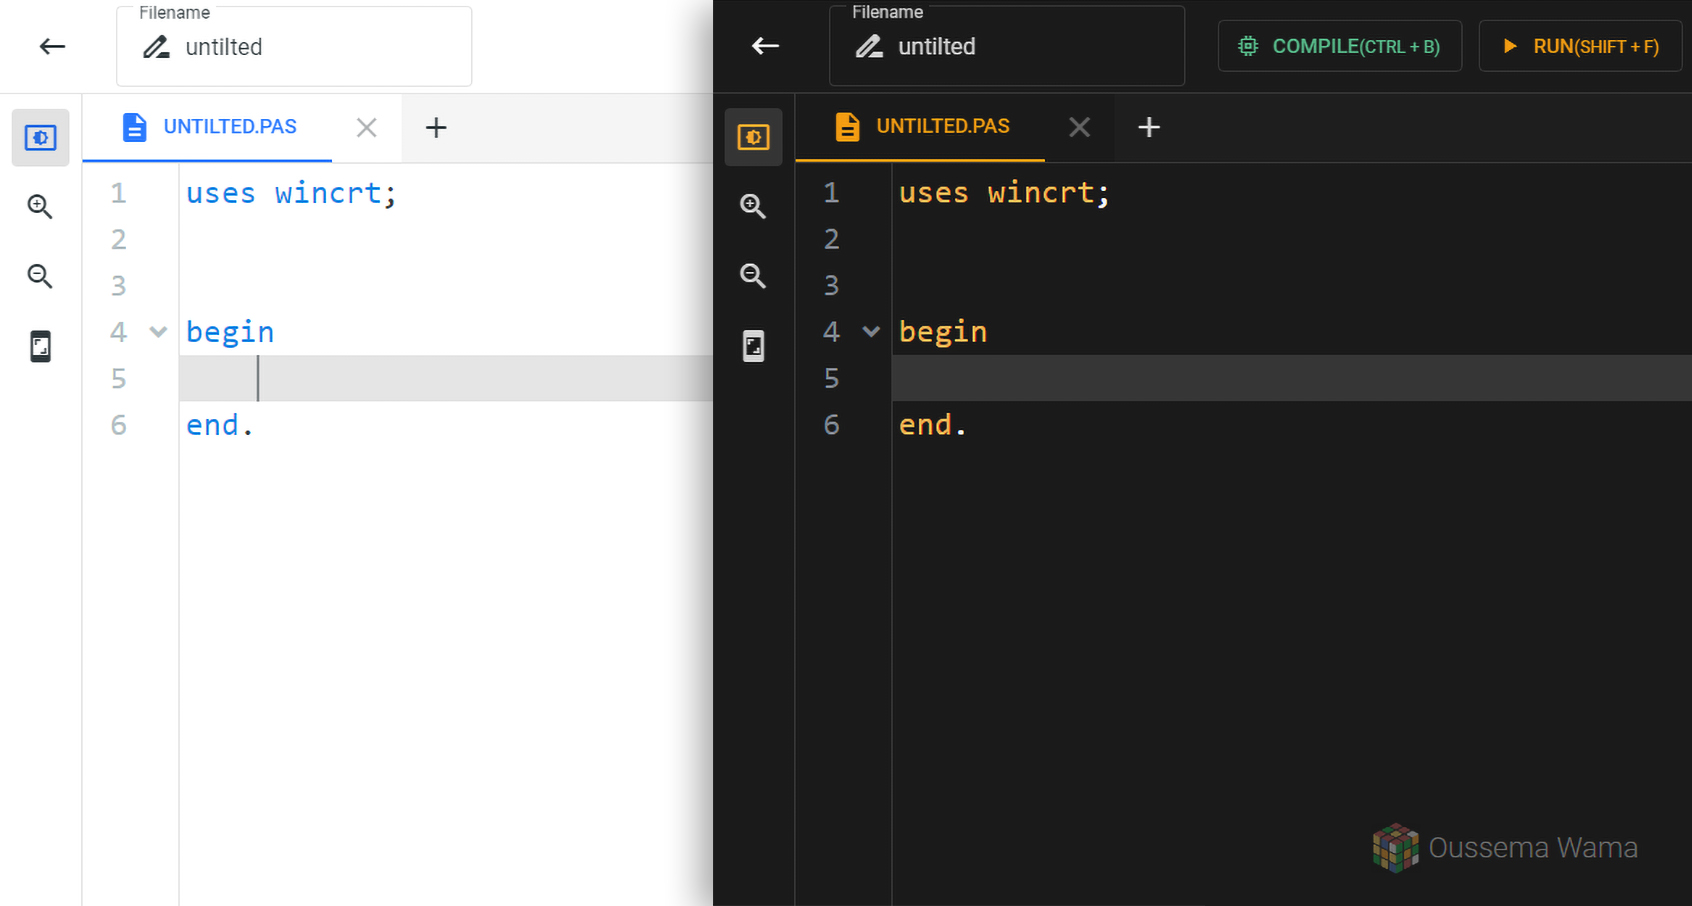 Filename
untilted
UNTILTED.PAS
1 uses wincrt;
2
3
4 begin
5
6 end.
Filename
untilted
COMPILE(CTRL + B)
RUN(SHIFT + F)
UNTILTED.PAS
1 uses wincrt;
2
3
4 begin
5
6 end.
Oussema Wama